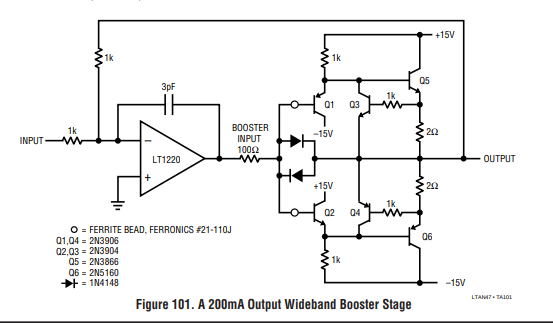 +15V
1k
1k
Q5
3pF
Q1
Q3
1k
1k
BOOSTER
INPUT
100Ω
–15V
2Ω
INPUT
–
LT1220
+
OUTPUT
+15V
2Ω
1k
Q2
Q4
Q6
1k
–15V
O = FERRITE BEAD, FERRONICS #21-110J
Q1,Q4 = 2N3906
Q2,Q3 = 2N3904
Q5 = 2N3866
Q6 = 2N5160
= 1N4148
LTAN47 • TA101
Figure 101. A 200mA Output Wideband Booster Stage